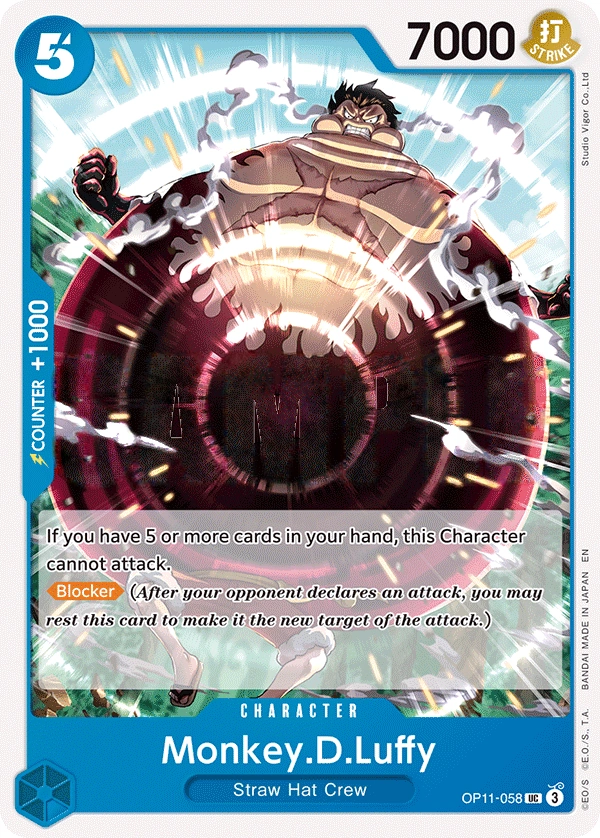 5
7000
打
STRIKE
Studio Vigor Co.,Ltd
COUNTER +1000
If you have 5 or more cards in your hand, this Character
cannot attack.
Blocker (After your opponent declares an attack, you may
rest this card to make it the new target of the attack.)
CHARACTER
Monkey.D.Luffy
Straw Hat Crew
OP11-058 UC 3
©EO/S ©E.O./S., T.A. BANDAI MADE IN JAPAN EN